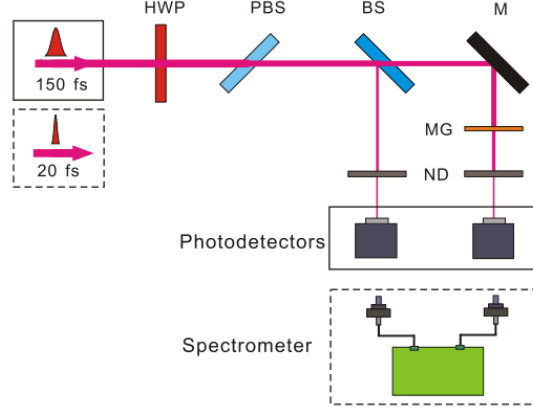 HWP
PBS
BS
M
150 fs
20 fs
MG
ND
Photodetectors
Spectrometer